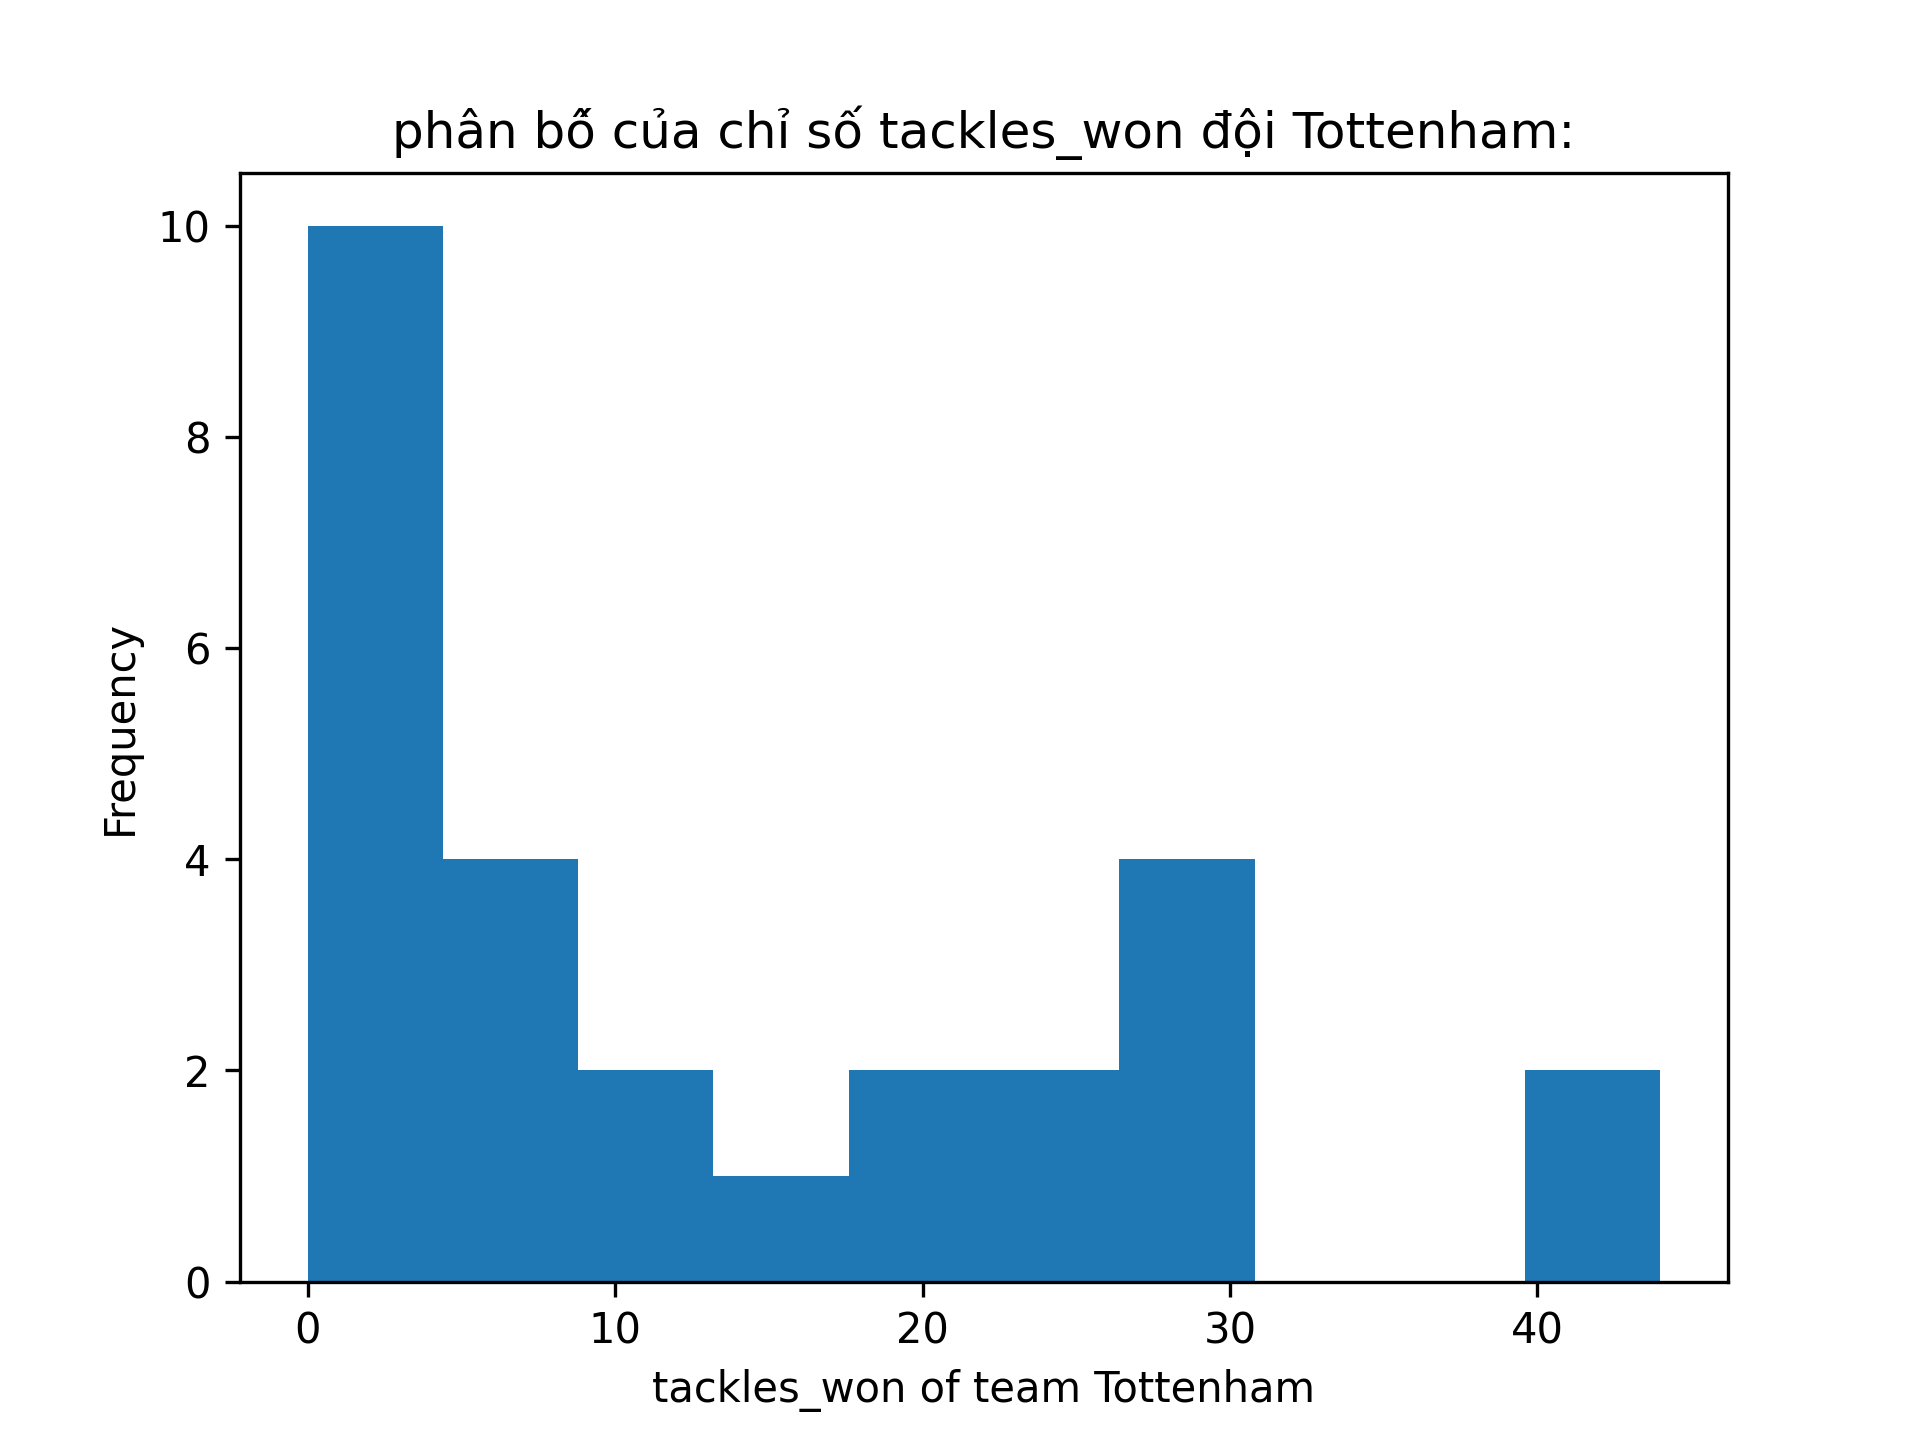 phân bố của chỉ số tackles_won đội Tottenham:
10
8
6
4
2
0
Frequency
0 10 20 30 40
tackles_won of team Tottenham